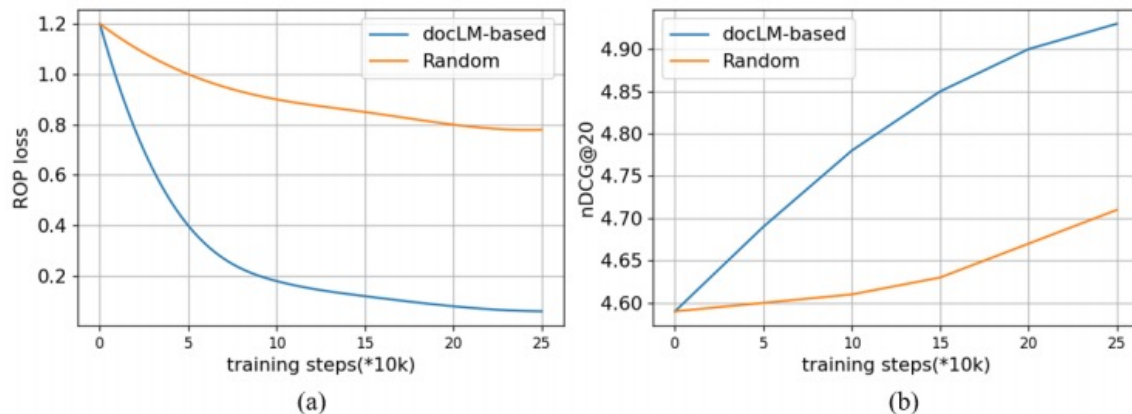 1.2
1.0
0.8
0.6
0.4
0.2
ROP loss
docLM-based
Random
0 5 10 15 20 25
training steps(*10k)
(a)
4.90
4.85
4.80
4.75
4.70
4.65
4.60
nDCG@20
docLM-based
Random
0 5 10 15 20 25
training steps(*10k)
(b)